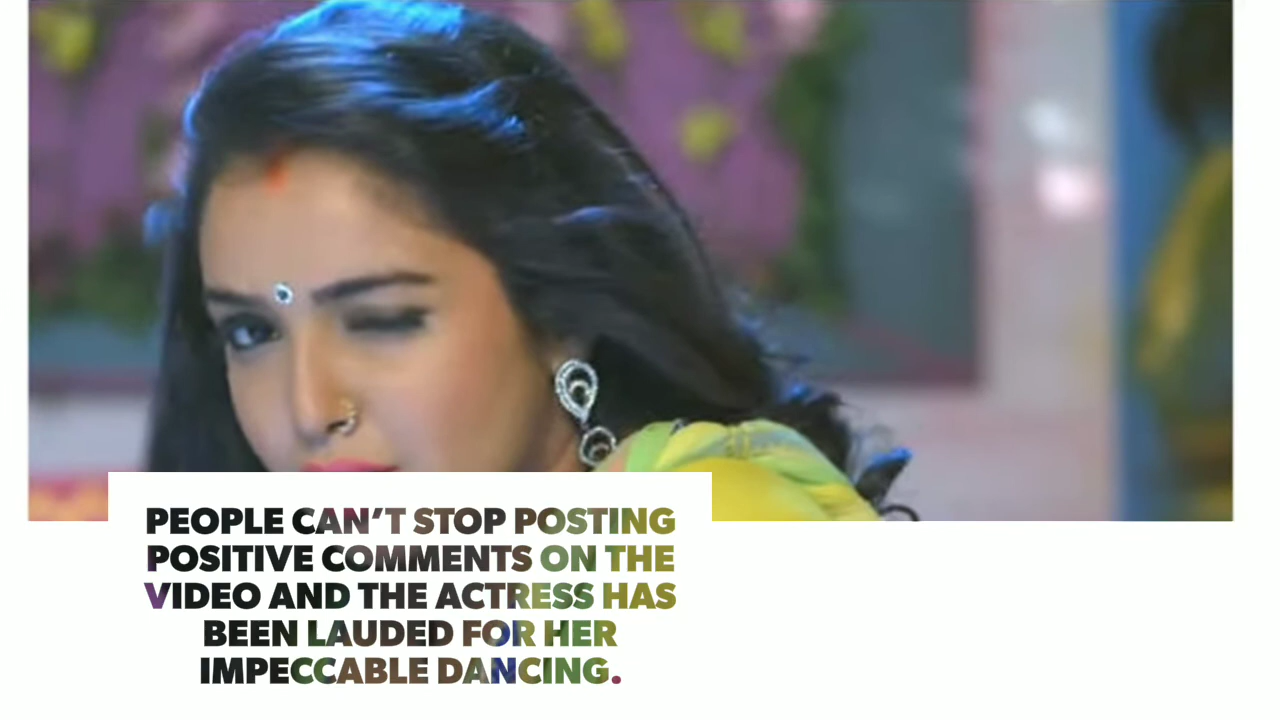 PEOPLE CAN’T STOP POSTING
POSITIVE COMMENTS ON THE
VIDEO AND THE ACTRESS HAS
BEEN LAUDED FOR HER
IMPECCABLE DANCING.